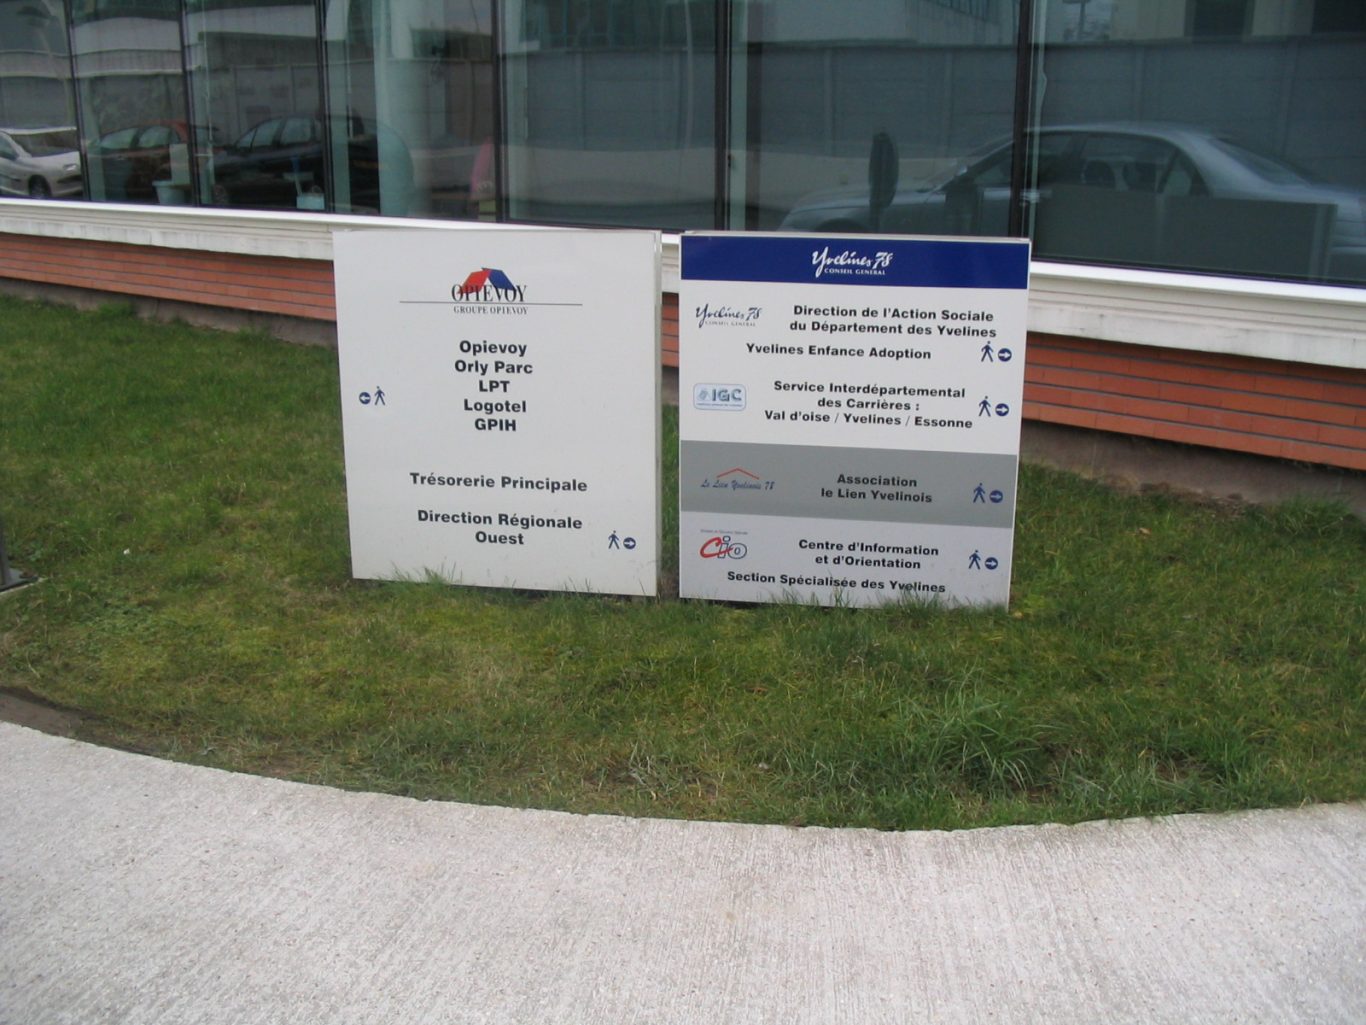 OPIEVOY
GROUPE OPIEVOY
Opievoy
Orly Parc
LPT
Logotel
GPIH
Trésorerie Principale
Direction Régionale
Ouest
Yvelines 78
CONSEIL GENERAL
Yvelines 78
CONSEIL GENERAL
Direction de l'Action Sociale
du Département des Yvelines
Yvelines Enfance Adoption
IGC
Service Interdépartemental
des Carrières :
Val d'oise / Yvelines / Essonne
Le Lien Yvelinois 78
Association
le Lien Yvelinois
cio
Centre d'Information
et d'Orientation
Section Spécialisée des Yvelines